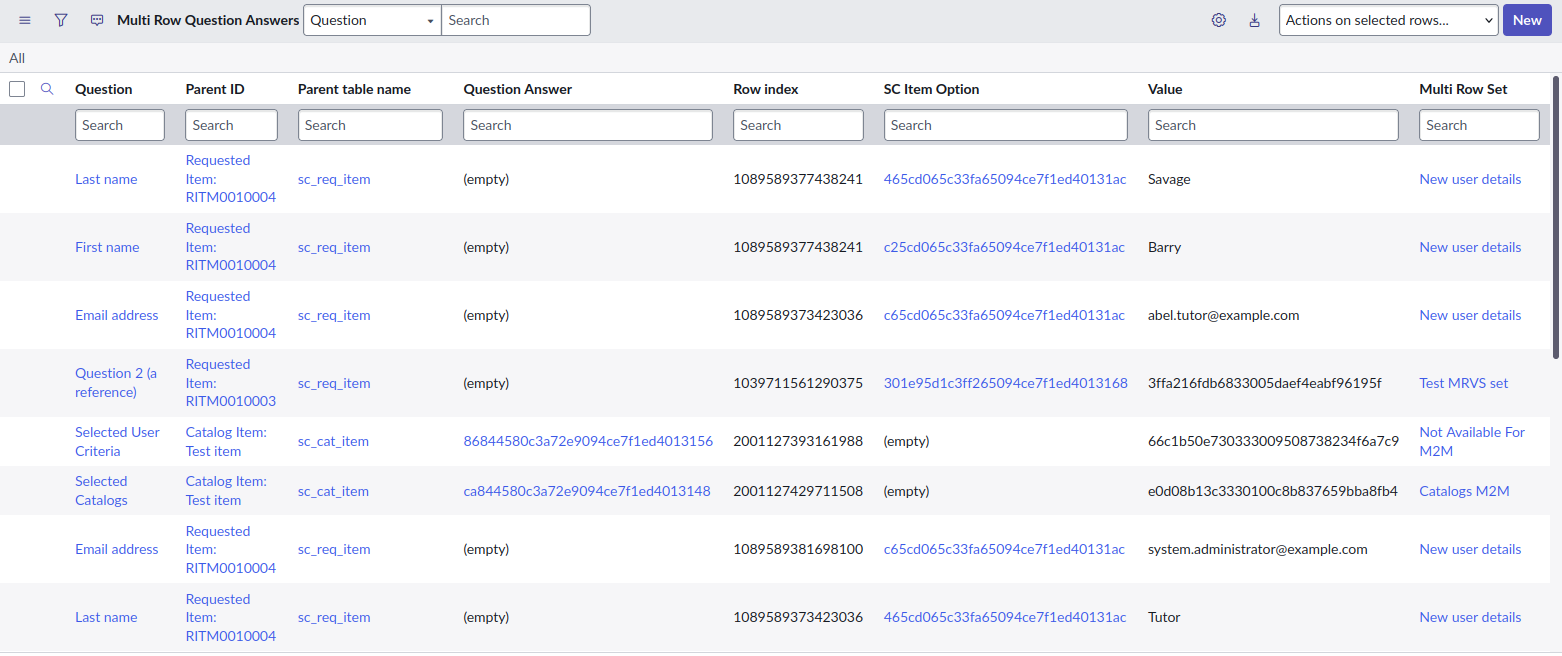 Multi Row Question Answers Question Search Actions on selected rows... New
All
Question Parent ID Parent table name Question Answer Row index SC Item Option Value Multi Row Set
Search Search Search Search Search Search Search Search
Last name Requested Item: RITM0010004 sc_req_item (empty) 1089589377438241 465cd065c33fa65094ce7f1ed40131ac Savage New user details
First name Requested Item: RITM0010004 sc_req_item (empty) 1089589377438241 c25cd065c33fa65094ce7f1ed40131ac Barry New user details
Email address Requested Item: RITM0010004 sc_req_item (empty) 1089589373423036 c65cd065c33fa65094ce7f1ed40131ac abel.tutor@example.com New user details
Question 2 (a reference) Requested Item: RITM0010003 sc_req_item (empty) 1039711561290375 301e95d1c3ff265094ce7f1ed4013168 3ffa216fdb6833005daef4eabf96195f Test MRVS set
Selected User Criteria Catalog Item: Test item sc_cat_item 86844580c3a72e9094ce7f1ed4013156 2001127393161988 (empty) 66c1b50e730333009508738234f6a7c9 Not Available For M2M
Selected Catalogs Catalog Item: Test item sc_cat_item ca844580c3a72e9094ce7f1ed4013148 2001127429711508 (empty) e0d08b13c3330100c8b837659bba8fb4 Catalogs M2M
Email address Requested Item: RITM0010004 sc_req_item (empty) 1089589381698100 c65cd065c33fa65094ce7f1ed40131ac system.administrator@example.com New user details
Last name Requested Item: RITM0010004 sc_req_item (empty) 1089589373423036 465cd065c33fa65094ce7f1ed40131ac Tutor New user details